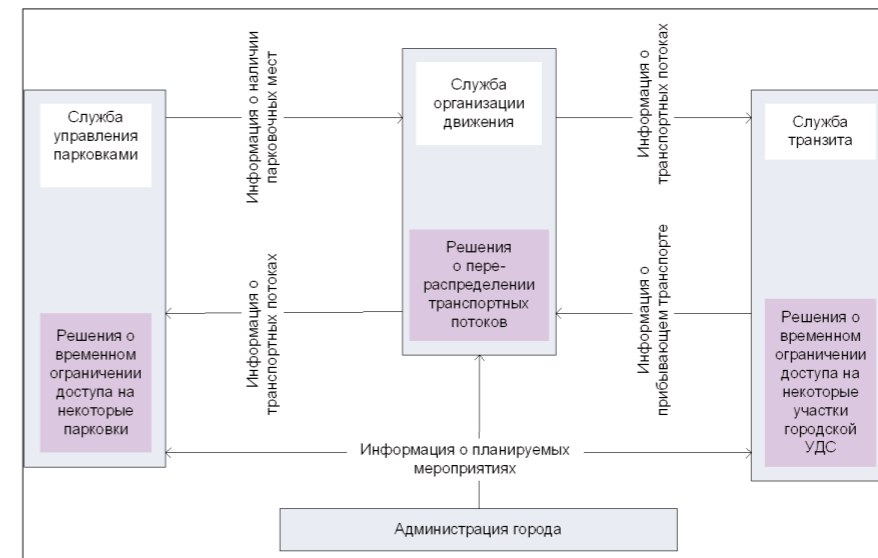 Служба
управления
парковками
Решения о
временном
ограничении
доступа на
некоторые
парковки
Информация о наличии
парковочных мест
Информация о
транспортных потоках
Служба
организации
движения
Решения
о пере-
распределении
транспортных
потоков
Информация о
транспортных потоках
Информация о
прибывающем транспорте
Служба
транзита
Решения о
временном
ограничении
доступа на
некоторые
участки
городской
УДС
Информация о планируемых
мероприятиях
Администрация города